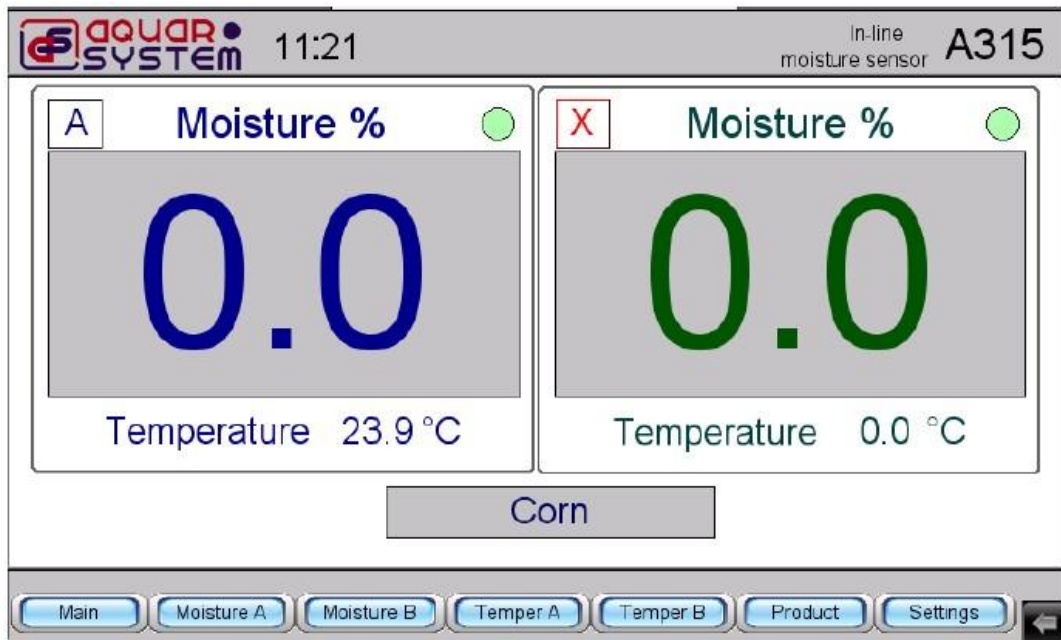 aquar
system
11:21
In-line
moisture sensor
A315
A
Moisture %
0.0
Temperature 23.9 °C
X
Moisture %
0.0
Temperature 0.0 °C
Corn
Main
Moisture A
Moisture B
Temper A
Temper B
Product
Settings